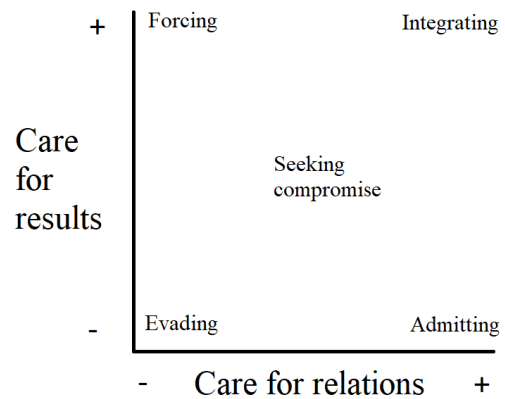 + Forcing Integrating
Care
for
results
Seeking
compromise
- Evading Admitting
- Care for relations +